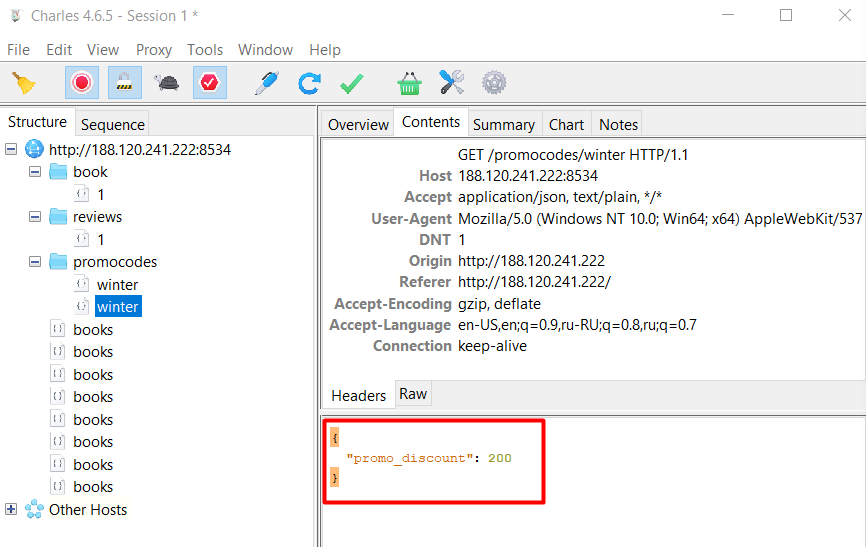 Charles 4.6.5 - Session 1 *
File Edit View Proxy Tools Window Help
Structure Sequence
http://188.120.241.222:8534
book
1
reviews
1
promocodes
winter
winter
books
books
books
books
books
books
books
books
Other Hosts
Overview Contents Summary Chart Notes
GET /promocodes/winter HTTP/1.1
Host 188.120.241.222:8534
Accept application/json, text/plain, */*
User-Agent Mozilla/5.0 (Windows NT 10.0; Win64; x64) AppleWebKit/537
DNT 1
Origin http://188.120.241.222
Referer http://188.120.241.222/
Accept-Encoding gzip, deflate
Accept-Language en-US,en;q=0.9,ru-RU;q=0.8,ru;q=0.7
Connection keep-alive
Headers Raw
{
"promo_discount": 200
}